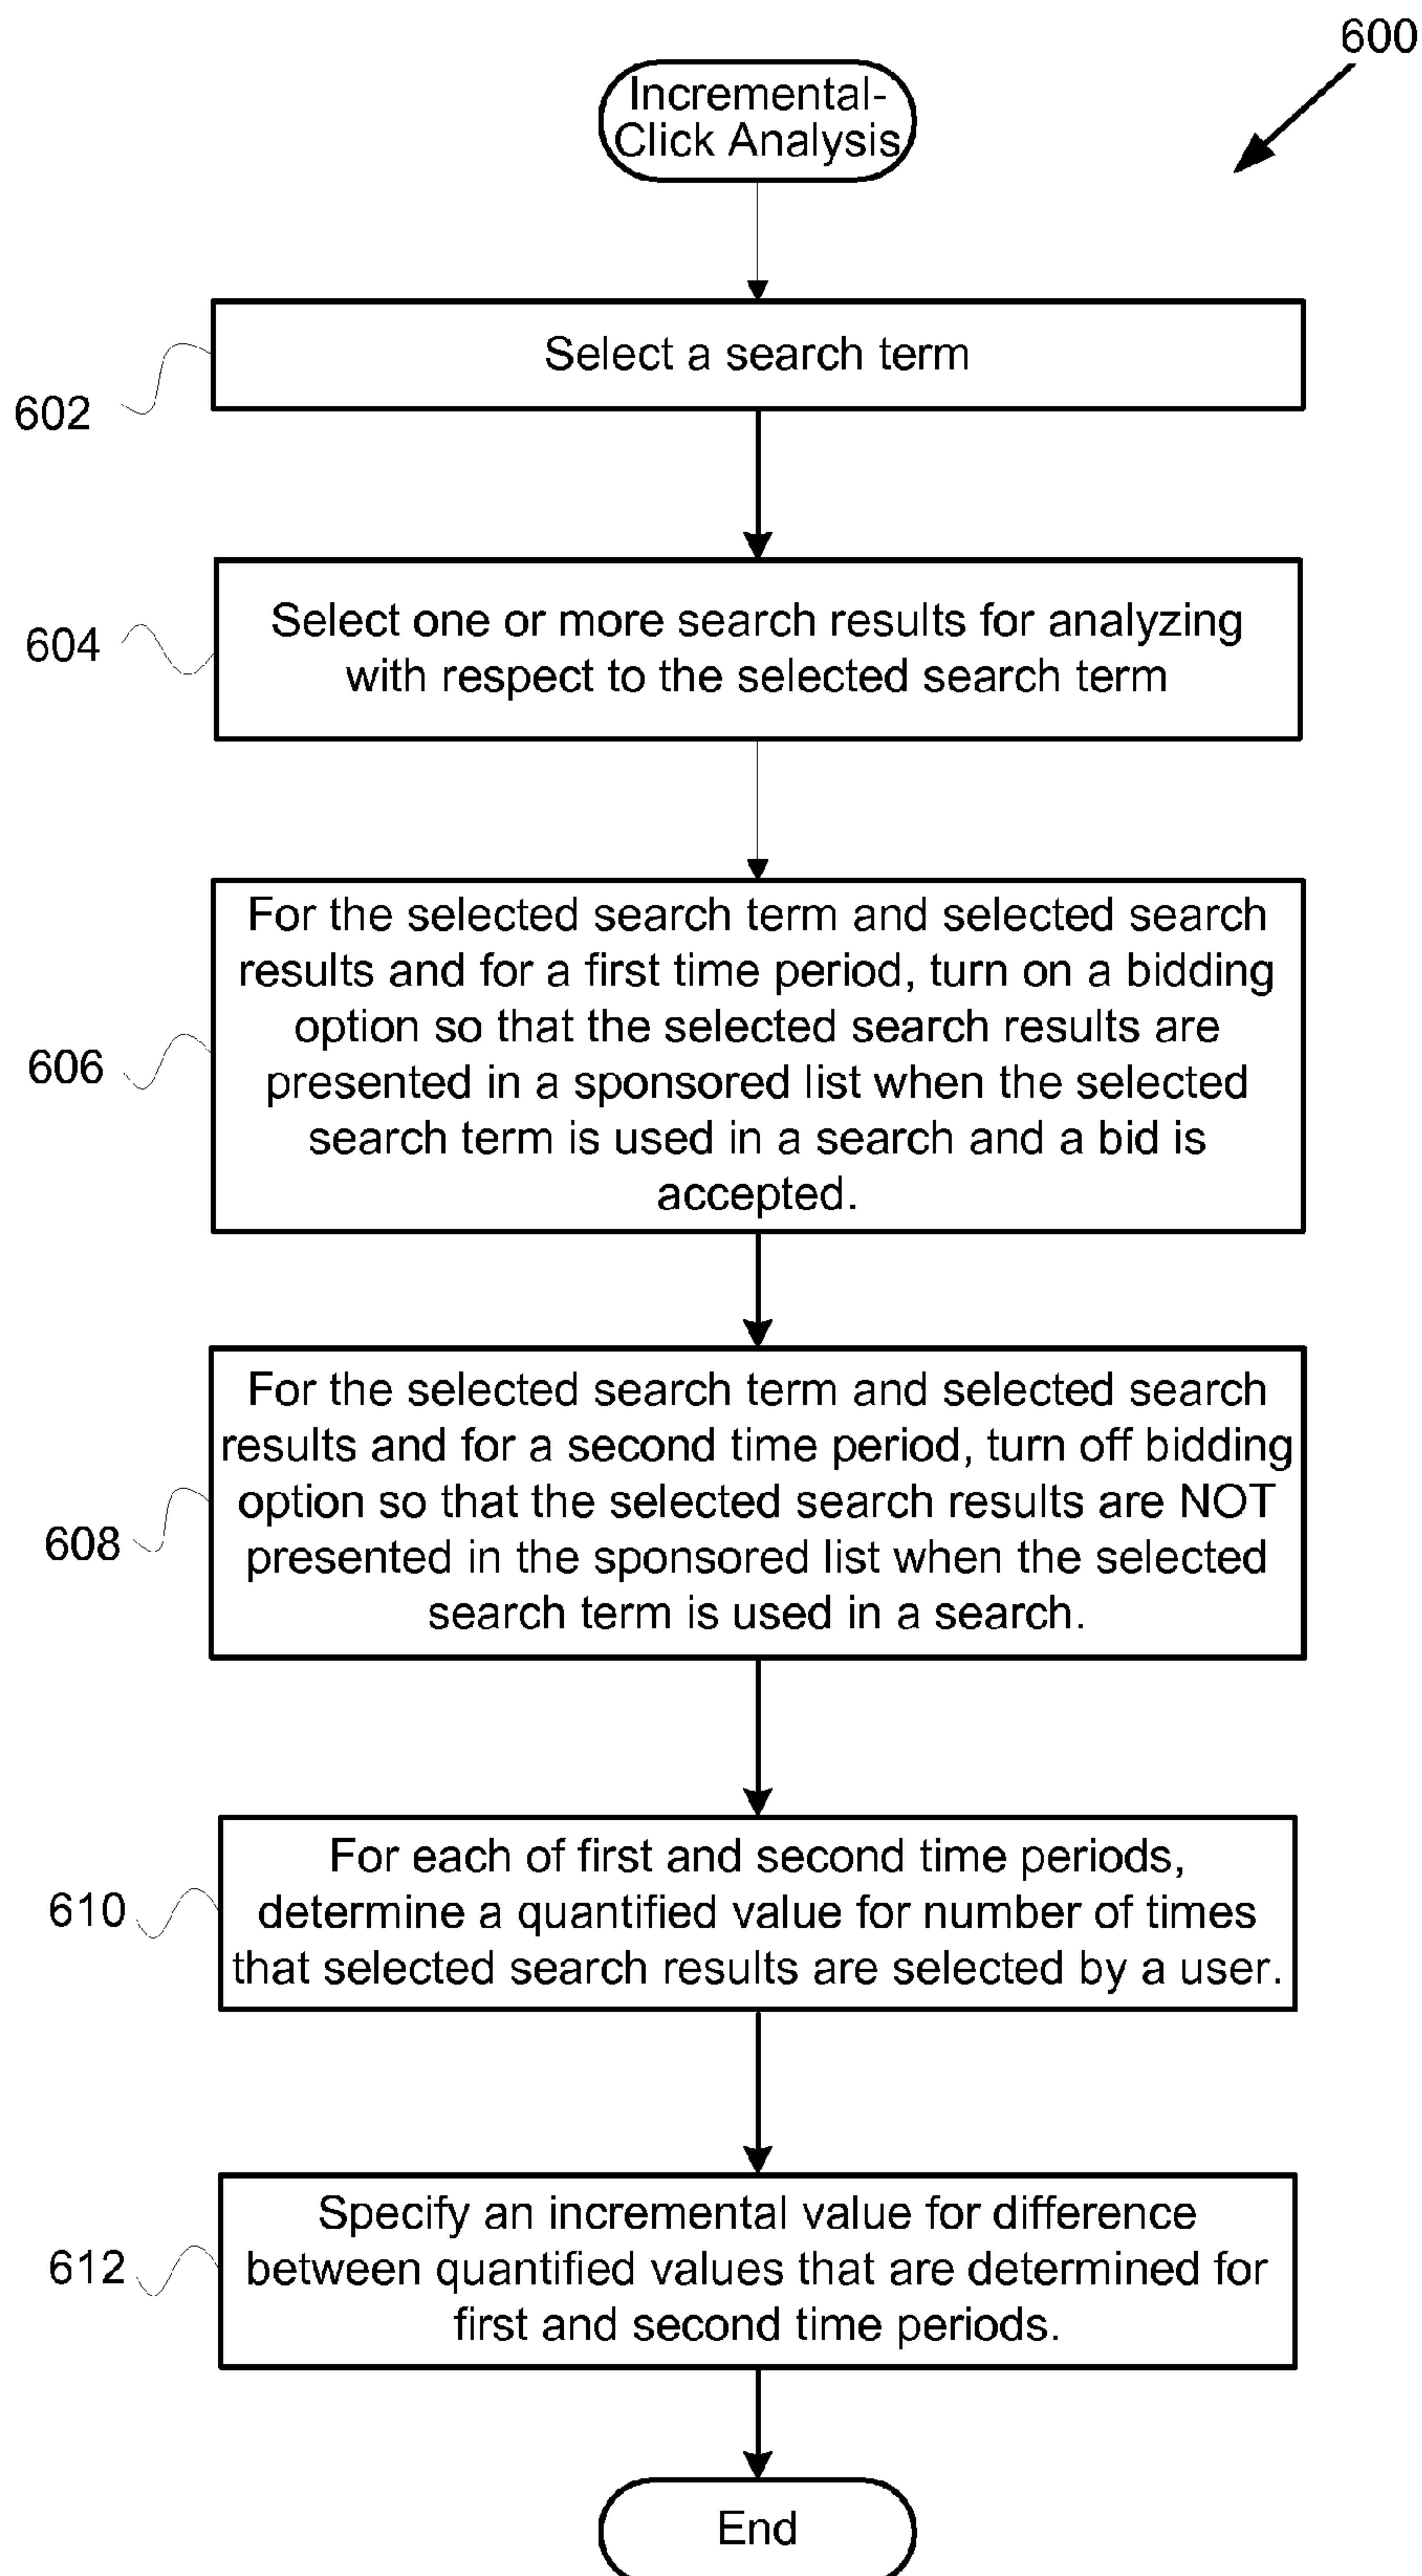 600
Incremental-
Click Analysis
Select a search term
602
Select one or more search results for analyzing
with respect to the selected search term
604
For the selected search term and selected search
results and for a first time period, turn on a bidding
option so that the selected search results are
presented in a sponsored list when the selected
search term is used in a search and a bid is
accepted.
606
For the selected search term and selected search
results and for a second time period, turn off bidding
option so that the selected search results are NOT
presented in the sponsored list when the selected
search term is used in a search.
608
For each of first and second time periods,
determine a quantified value for number of times
that selected search results are selected by a user.
610
Specify an incremental value for difference
between quantified values that are determined for
first and second time periods.
612
End